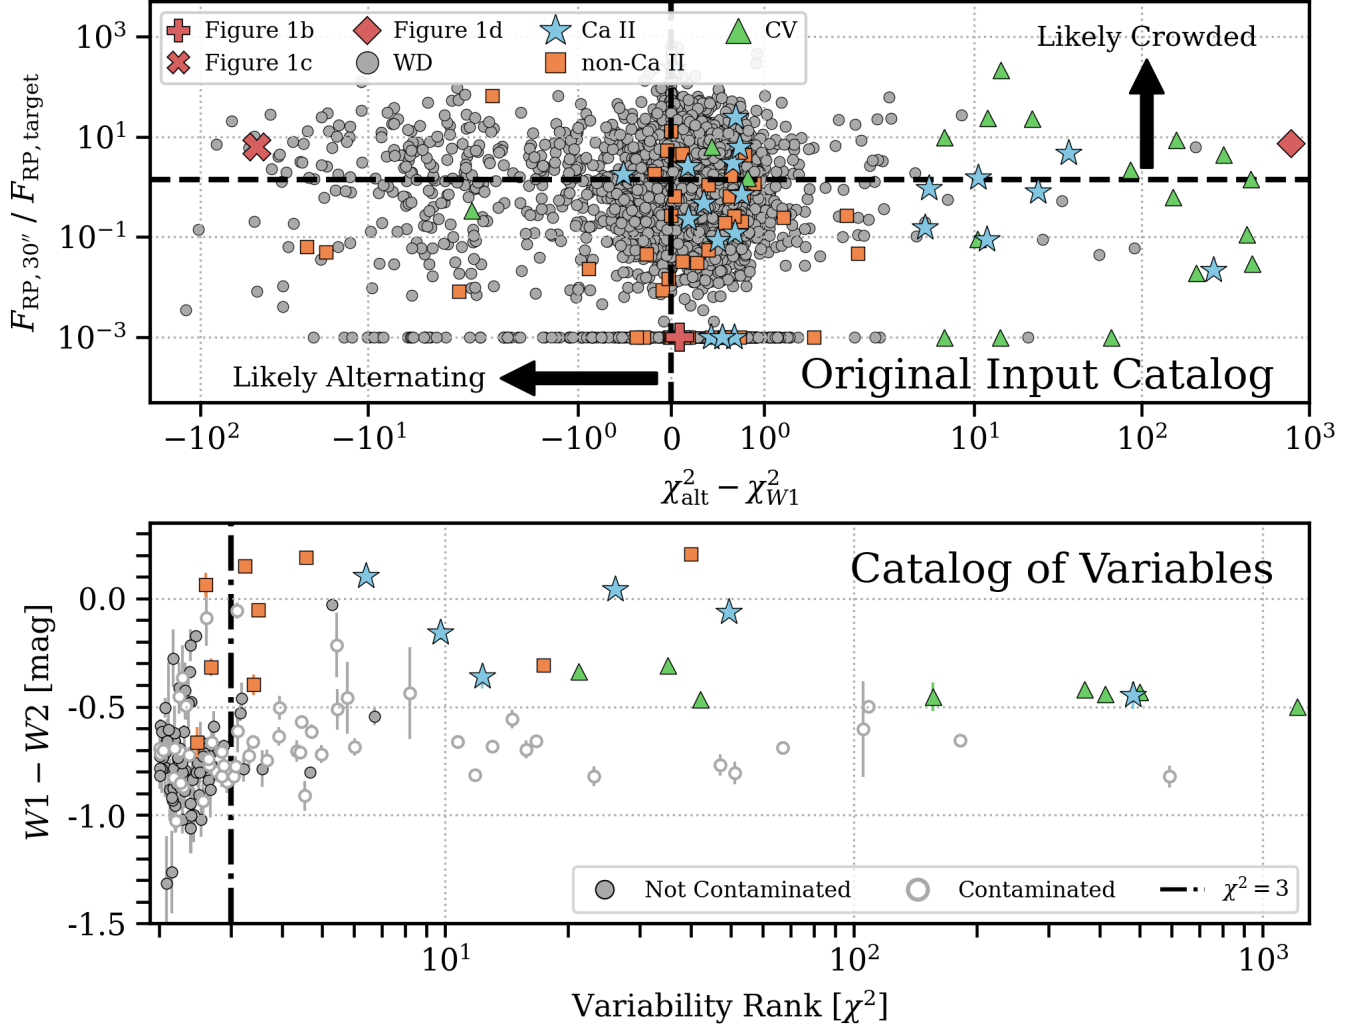 Figure 1b Figure 1d Ca II CV
Figure 1c WD non-Ca II
Likely Crowded
10³
10¹
10⁻¹
10⁻³
F_RP, 30″ / F_RP, target
Likely Alternating
Original Input Catalog
−10² −10¹ −10⁰ 0 10⁰ 10¹ 10² 10³
χ²_alt − χ²_W1
Catalog of Variables
0.0
-0.5
-1.0
-1.5
W1 − W2 [mag]
Not Contaminated Contaminated χ² = 3
10¹ 10² 10³
Variability Rank [χ²]